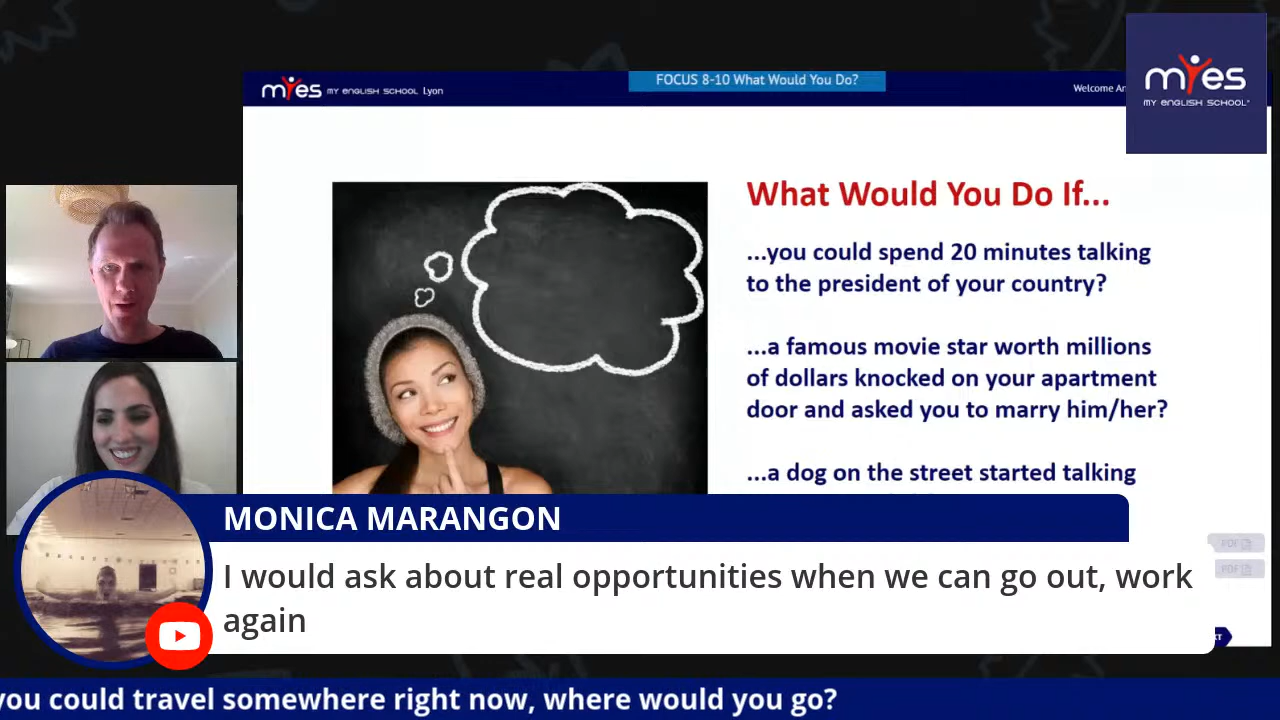 FOCUS 8-10 What Would You Do?
myes MY ENGLISH SCHOOL Lyon
Welcome An
myes
MY ENGLISH SCHOOL
What Would You Do If...
...you could spend 20 minutes talking
to the president of your country?
...a famous movie star worth millions
of dollars knocked on your apartment
door and asked you to marry him/her?
...a dog on the street started talking
PDF
PDF
MONICA MARANGON
I would ask about real opportunities when we can go out, work
again
you could travel somewhere right now, where would you go?